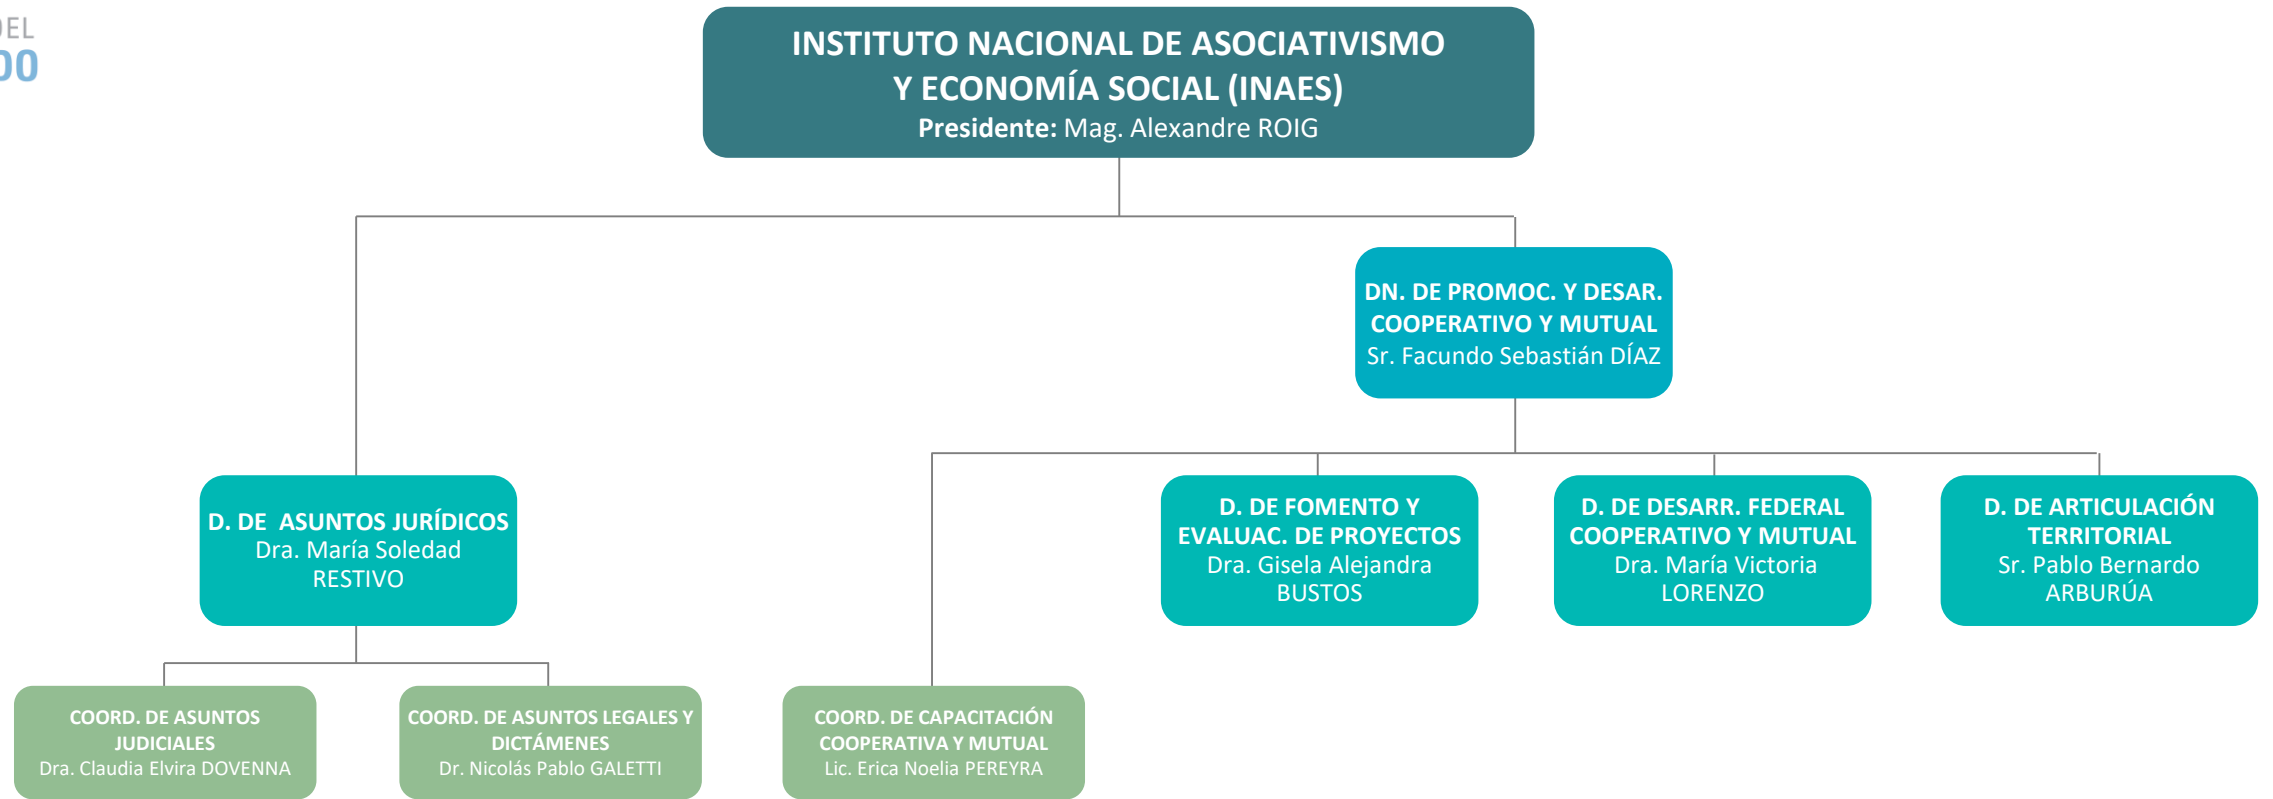 INSTITUTO NACIONAL DE ASOCIATIVISMO
Y ECONOMÍA SOCIAL (INAES)
Presidente: Mag. Alexandre ROIG
DN. DE PROMOC. Y DESAR.
COOPERATIVO Y MUTUAL
Sr. Facundo Sebastián DÍAZ
D. DE ASUNTOS JURÍDICOS
Dra. María Soledad
RESTIVO
D. DE FOMENTO Y
EVALUAC. DE PROYECTOS
Dra. Gisela Alejandra
BUSTOS
D. DE DESARR. FEDERAL
COOPERATIVO Y MUTUAL
Dra. María Victoria
LORENZO
D. DE ARTICULACIÓN
TERRITORIAL
Sr. Pablo Bernardo
ARBURÚA
COORD. DE ASUNTOS
JUDICIALES
Dra. Claudia Elvira DOVENNA
COORD. DE ASUNTOS LEGALES Y
DICTÁMENES
Dr. Nicolás Pablo GALETTI
COORD. DE CAPACITACIÓN
COOPERATIVA Y MUTUAL
Lic. Erica Noelia PEREYRA